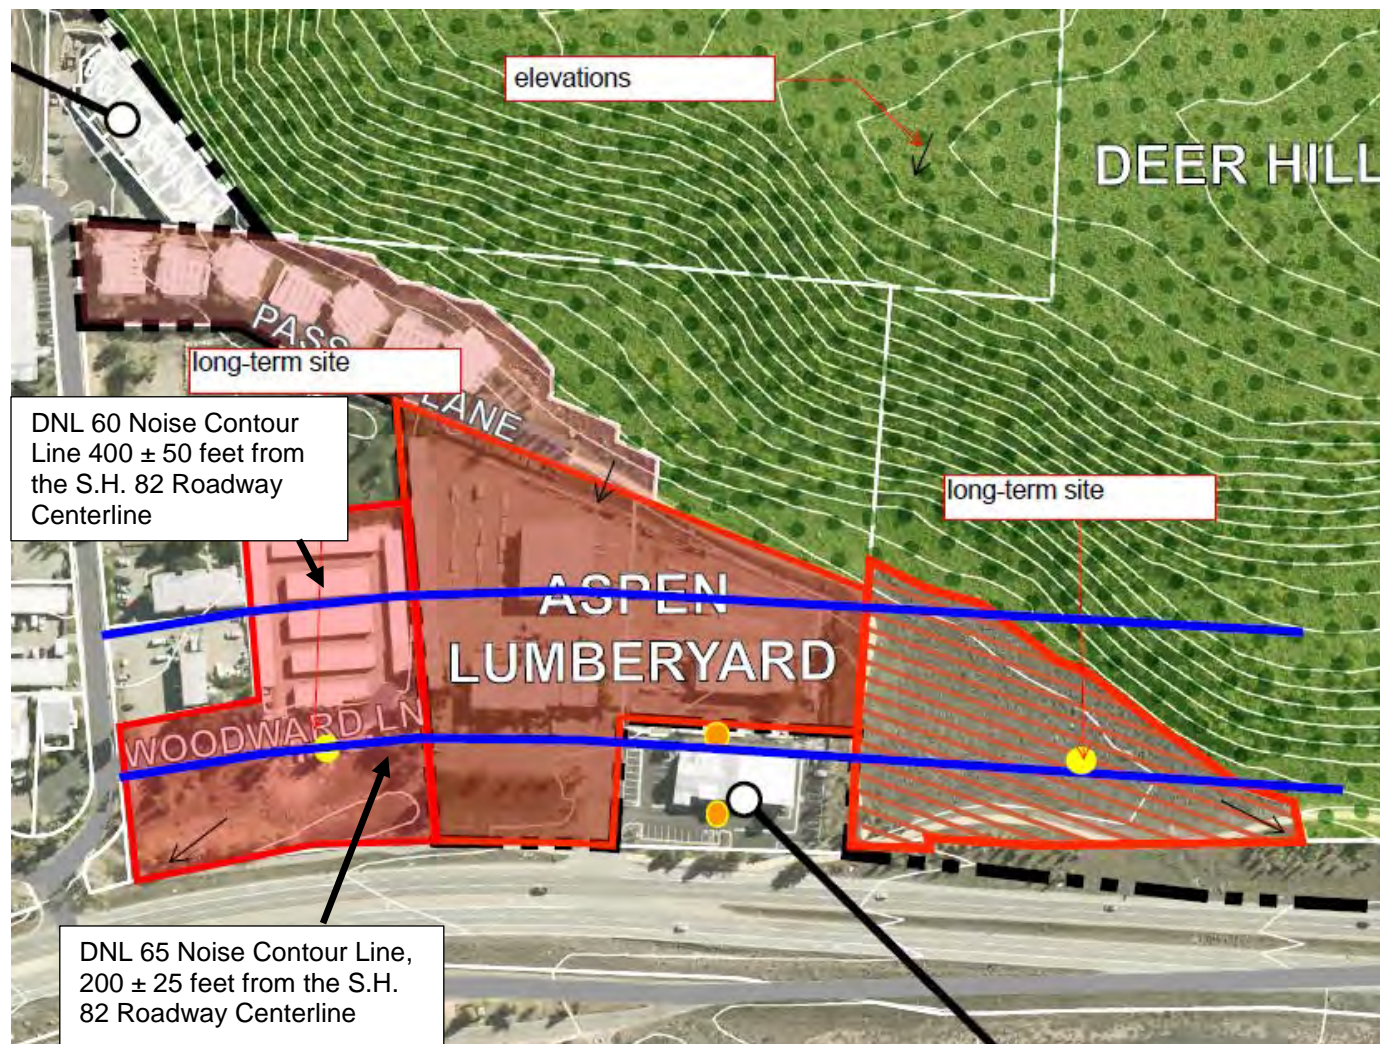 elevations
DEER HILL
PASS
LANE
long-term site
DNL 60 Noise Contour
Line 400 ± 50 feet from
the S.H. 82 Roadway
Centerline
long-term site
ASPEN
LUMBERYARD
WOODWARD LN
DNL 65 Noise Contour Line,
200 ± 25 feet from the S.H.
82 Roadway Centerline